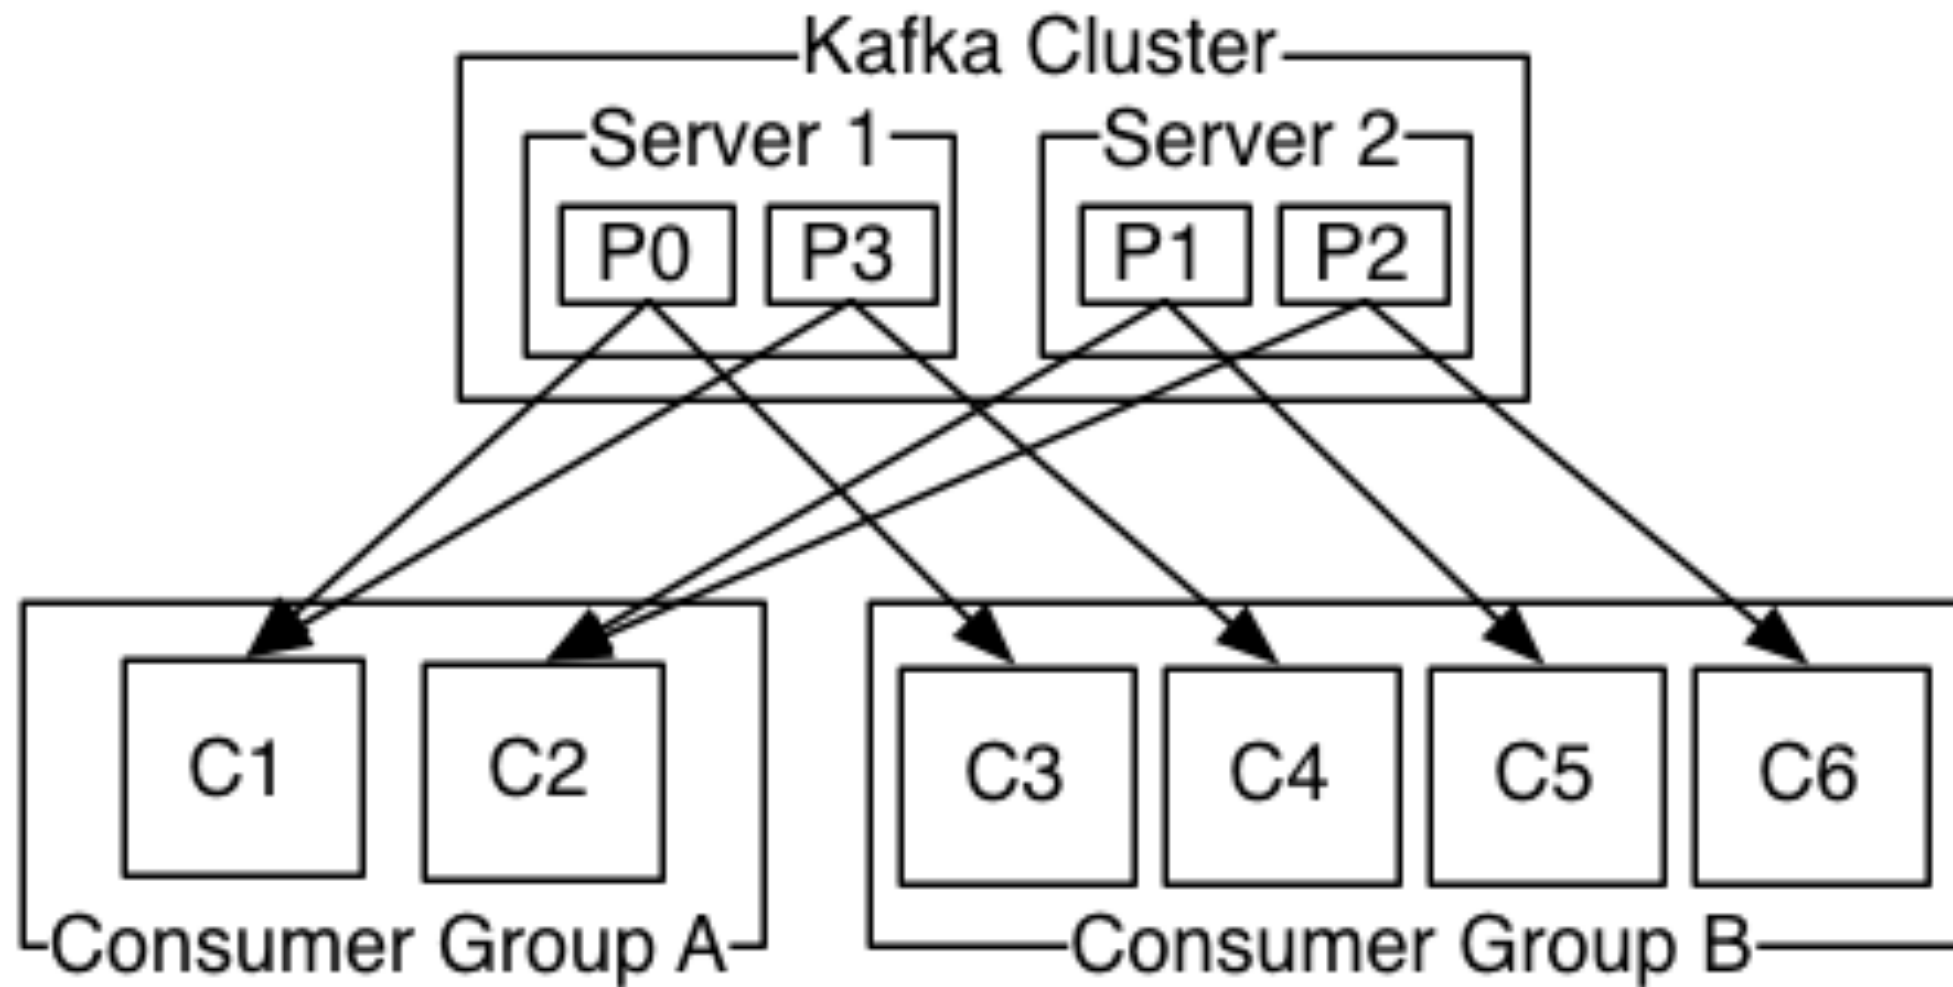 Kafka Cluster
Server 1
Server 2
P0
P3
P1
P2
C1
C2
C3
C4
C5
C6
Consumer Group A
Consumer Group B